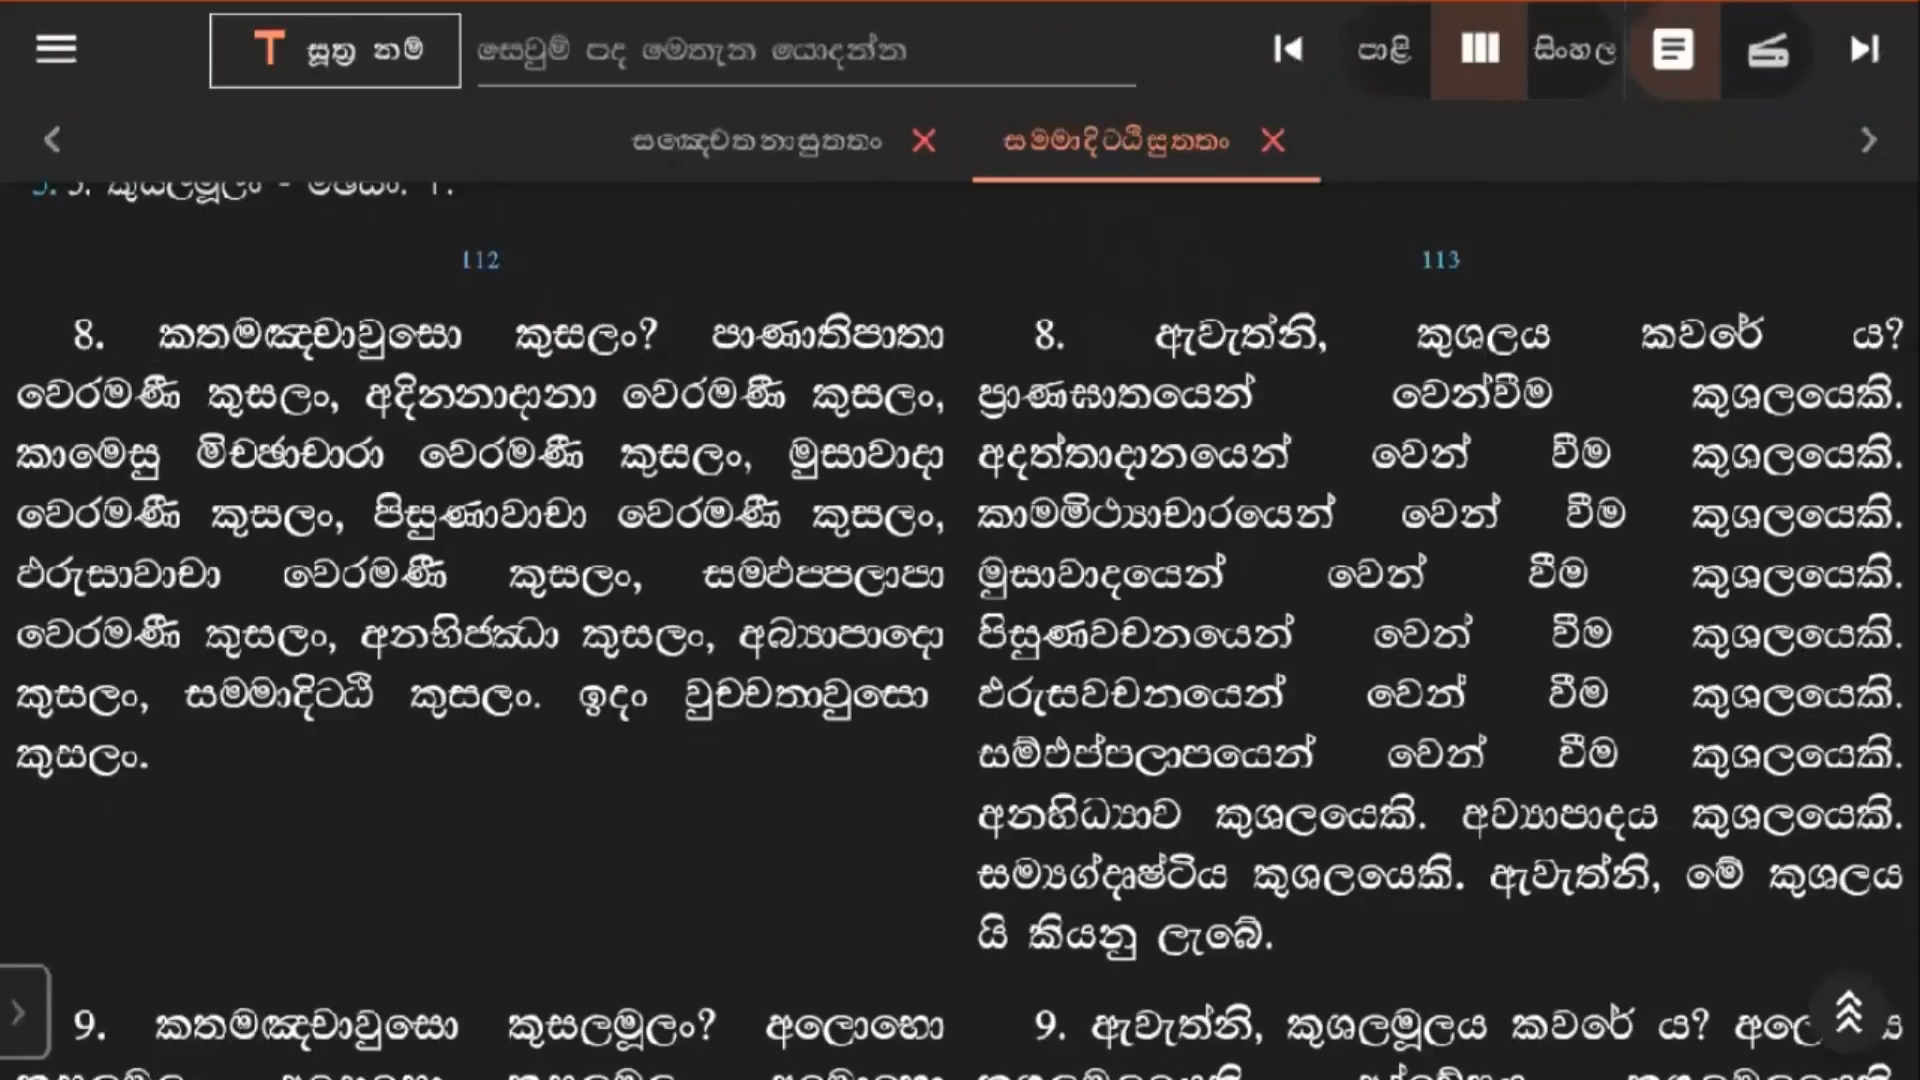 සූත්‍ර නම් සෙවුම් පද මෙතැන යොදන්න පාළි සිංහල
සඤ්චෙතනාසුත්තං සම්මාදිට්ඨිසුත්තං
112
8. කතමඤ්චාවුසො කුසලං? පාණාතිපාතා
වෙරමණී කුසලං, අදින්නාදානා වෙරමණී කුසලං,
කාමෙසු මිච්ඡාචාරා වෙරමණී කුසලං, මුසාවාදා
වෙරමණී කුසලං, පිසුණාවාචා වෙරමණී කුසලං,
ඵරුසාවාචා වෙරමණී කුසලං, සම්ඵප්පලාපා
වෙරමණී කුසලං, අනභිජ්ඣා කුසලං, අබ්‍යාපාදො
කුසලං, සම්මාදිට්ඨි කුසලං. ඉදං වුච්චතාවුසො
කුසලං.
9. කතමඤ්චාවුසො කුසලමූලං? අලොභො
113
8. ඇවැත්නි, කුශලය කවරේ ය?
ප්‍රාණඝාතයෙන් වෙන්වීම කුශලයෙකි.
අදත්තාදානයෙන් වෙන් වීම කුශලයෙකි.
කාමමිථ්‍යාචාරයෙන් වෙන් වීම කුශලයෙකි.
මුසාවාදයෙන් වෙන් වීම කුශලයෙකි.
පිසුණවචනයෙන් වෙන් වීම කුශලයෙකි.
ඵරුසවචනයෙන් වෙන් වීම කුශලයෙකි.
සම්ඵප්පලාපයෙන් වෙන් වීම කුශලයෙකි.
අනභිධ්‍යාව කුශලයෙකි. අව්‍යාපාදය කුශලයෙකි.
සම්‍යග්දෘෂ්ටිය කුශලයෙකි. ඇවැත්නි, මේ කුශලය
යි කියනු ලැබේ.
9. ඇවැත්නි, කුශලමූලය කවරේ ය?